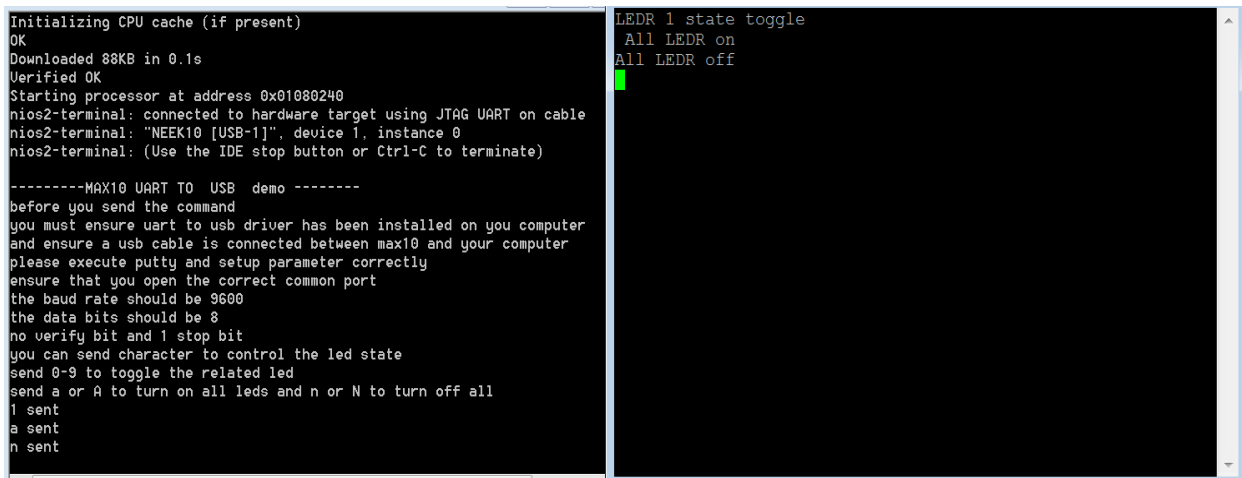 Initializing CPU cache (if present)
OK
Downloaded 88KB in 0.1s
Verified OK
Starting processor at address 0x01080240
nios2-terminal: connected to hardware target using JTAG UART on cable
nios2-terminal: "NEEK10 [USB-1]", device 1, instance 0
nios2-terminal: (Use the IDE stop button or Ctrl-C to terminate)
---------MAX10 UART TO  USB  demo --------
before you send the command
you must ensure uart to usb driver has been installed on you computer
and ensure a usb cable is connected between max10 and your computer
please execute putty and setup parameter correctly
ensure that you open the correct common port
the baud rate should be 9600
the data bits should be 8
no verify bit and 1 stop bit
you can send character to control the led state
send 0-9 to toggle the related led
send a or A to turn on all leds and n or N to turn off all
1 sent
a sent
n sent
LEDR 1 state toggle
All LEDR on
All LEDR off